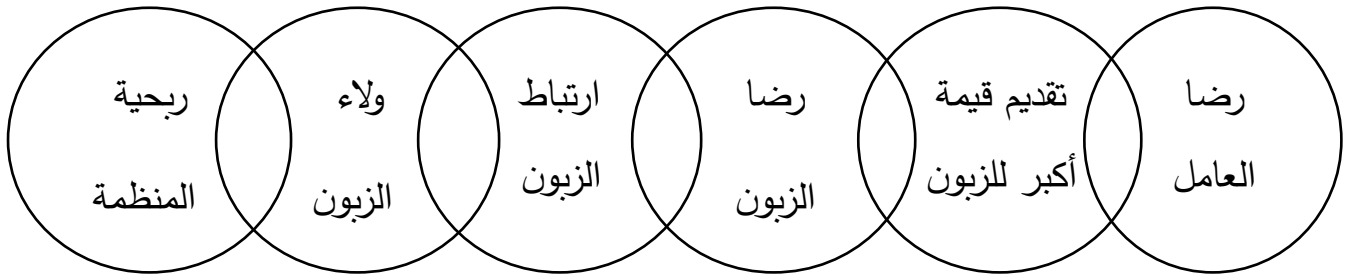 رضا
العامل
تقديم قيمة
أكبر للزبون
رضا
الزبون
ارتباط
الزبون
ولاء
الزبون
ربحية
المنظمة